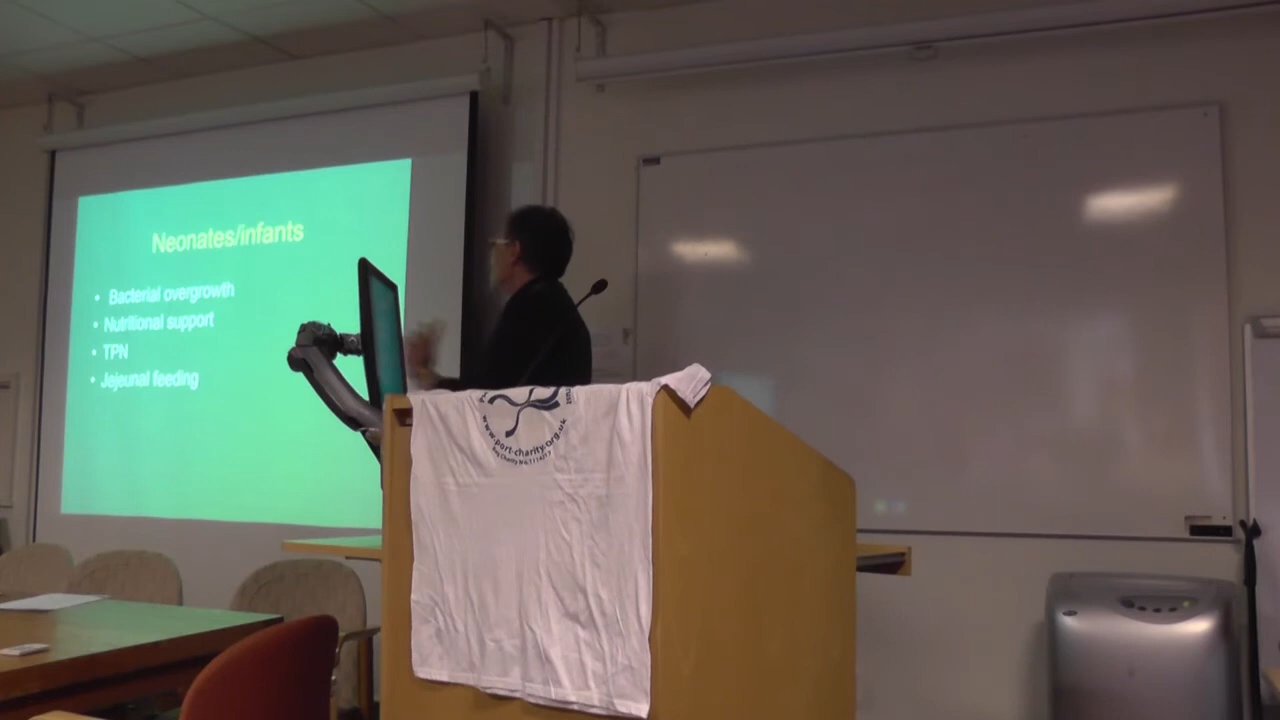 Neonates/infants
• Bacterial overgrowth
• Nutritional support
• TPN
• Jejeunal feeding
www.port-charity.org.uk